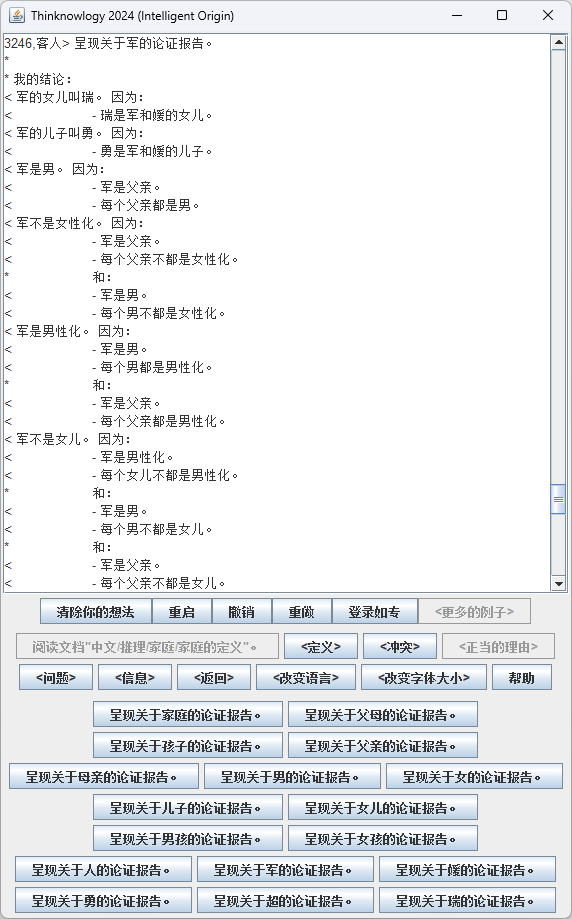 Thinknowlogy 2024 (Intelligent Origin)
3246,客人> 呈现关于军的论证报告。
*
* 我的结论：
< 军的女儿叫瑞。 因为：
< - 瑞是军和媛的女儿。
< 军的儿子叫勇。 因为：
< - 勇是军和媛的儿子。
< 军是男。 因为：
< - 军是父亲。
< - 每个父亲都是男。
< 军不是女性化。 因为：
< - 军是父亲。
< - 每个父亲不都是女性化。
* 和：
< - 军是男。
< - 每个男不都是女性化。
< 军是男性化。 因为：
< - 军是男。
< - 每个男都是男性化。
* 和：
< - 军是父亲。
< - 每个父亲都是男性化。
< 军不是女儿。 因为：
< - 军是男性化。
< - 每个女儿不都是男性化。
* 和：
< - 军是男。
< - 每个男不都是女儿。
* 和：
< - 军是父亲。
< - 每个父亲不都是女儿。
清除你的想法 重启 撤销 重做 登录如专 <更多的例子>
阅读文档"中文/推理/家庭/家庭的定义"。 <定义> <冲突> <正当的理由>
<问题> <信息> <返回> <改变语言> <改变字体大小> 帮助
呈现关于家庭的论证报告。 呈现关于父母的论证报告。
呈现关于孩子的论证报告。 呈现关于父亲的论证报告。
呈现关于母亲的论证报告。 呈现关于男的论证报告。 呈现关于女的论证报告。
呈现关于儿子的论证报告。 呈现关于女儿的论证报告。
呈现关于男孩的论证报告。 呈现关于女孩的论证报告。
呈现关于人的论证报告。 呈现关于军的论证报告。 呈现关于媛的论证报告。
呈现关于勇的论证报告。 呈现关于超的论证报告。 呈现关于瑞的论证报告。